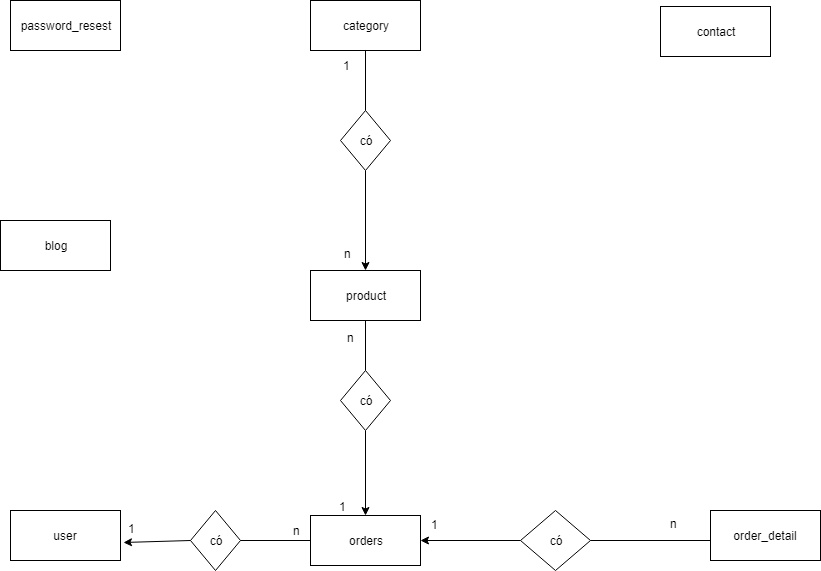 password_resest
category
contact
1
có
blog
n
product
n
có
1
user
1
có
n
orders
1
có
n
order_detail